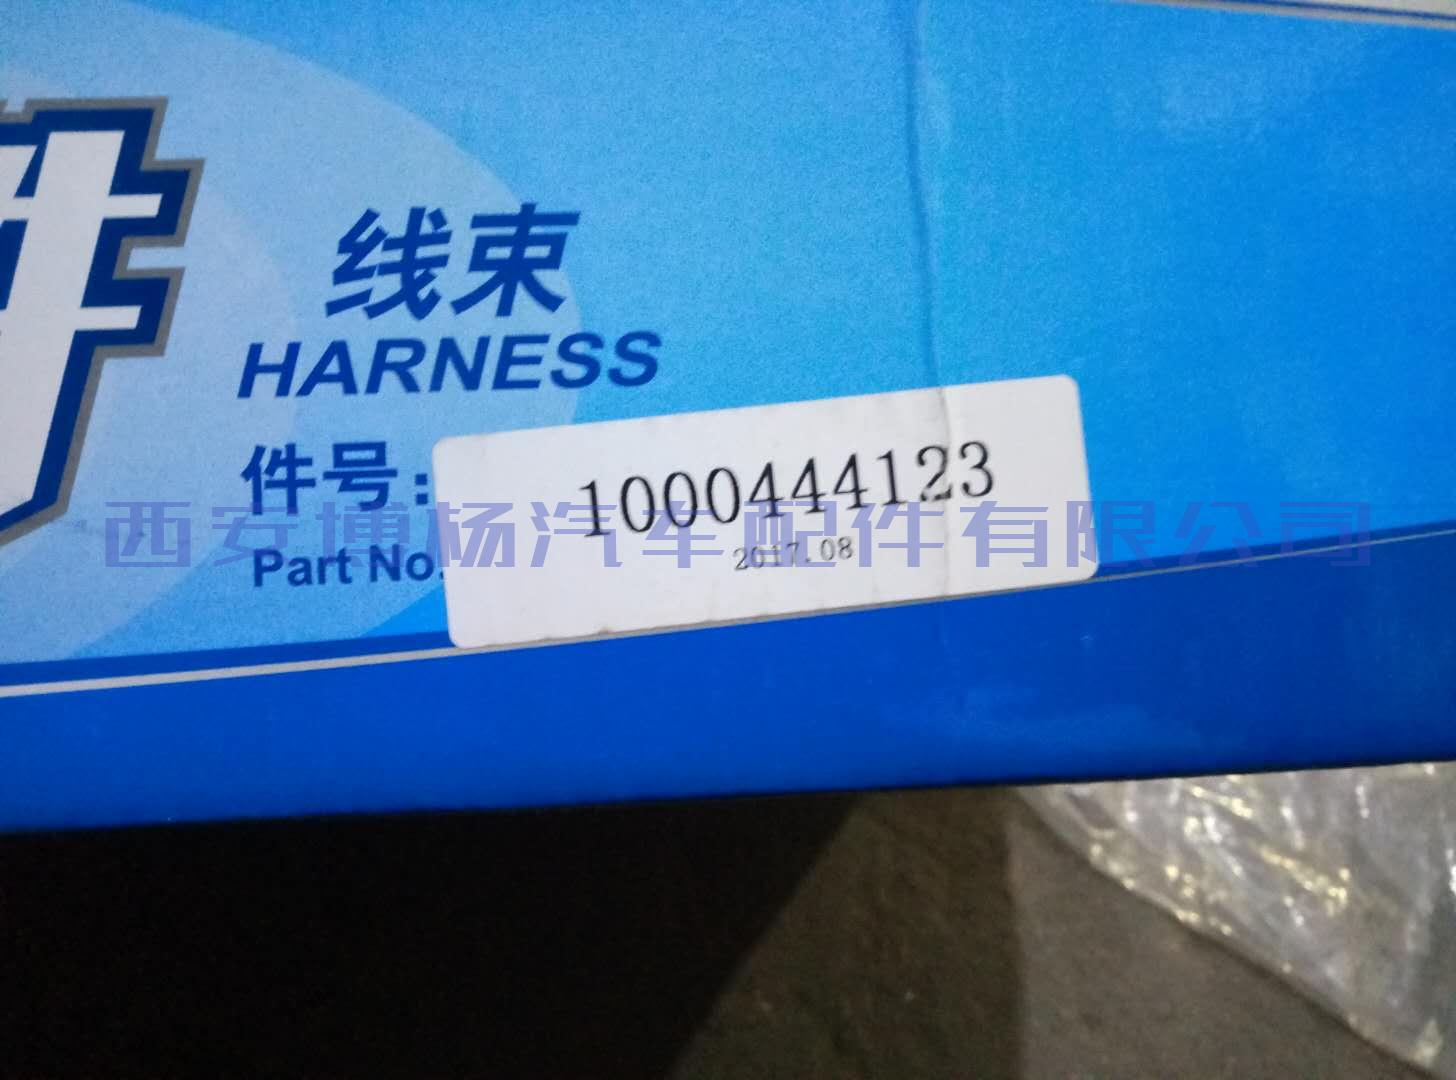 线束
HARNESS
件号:
1000444123
西安博杨汽车配件有限公司
Part No.
2017.08